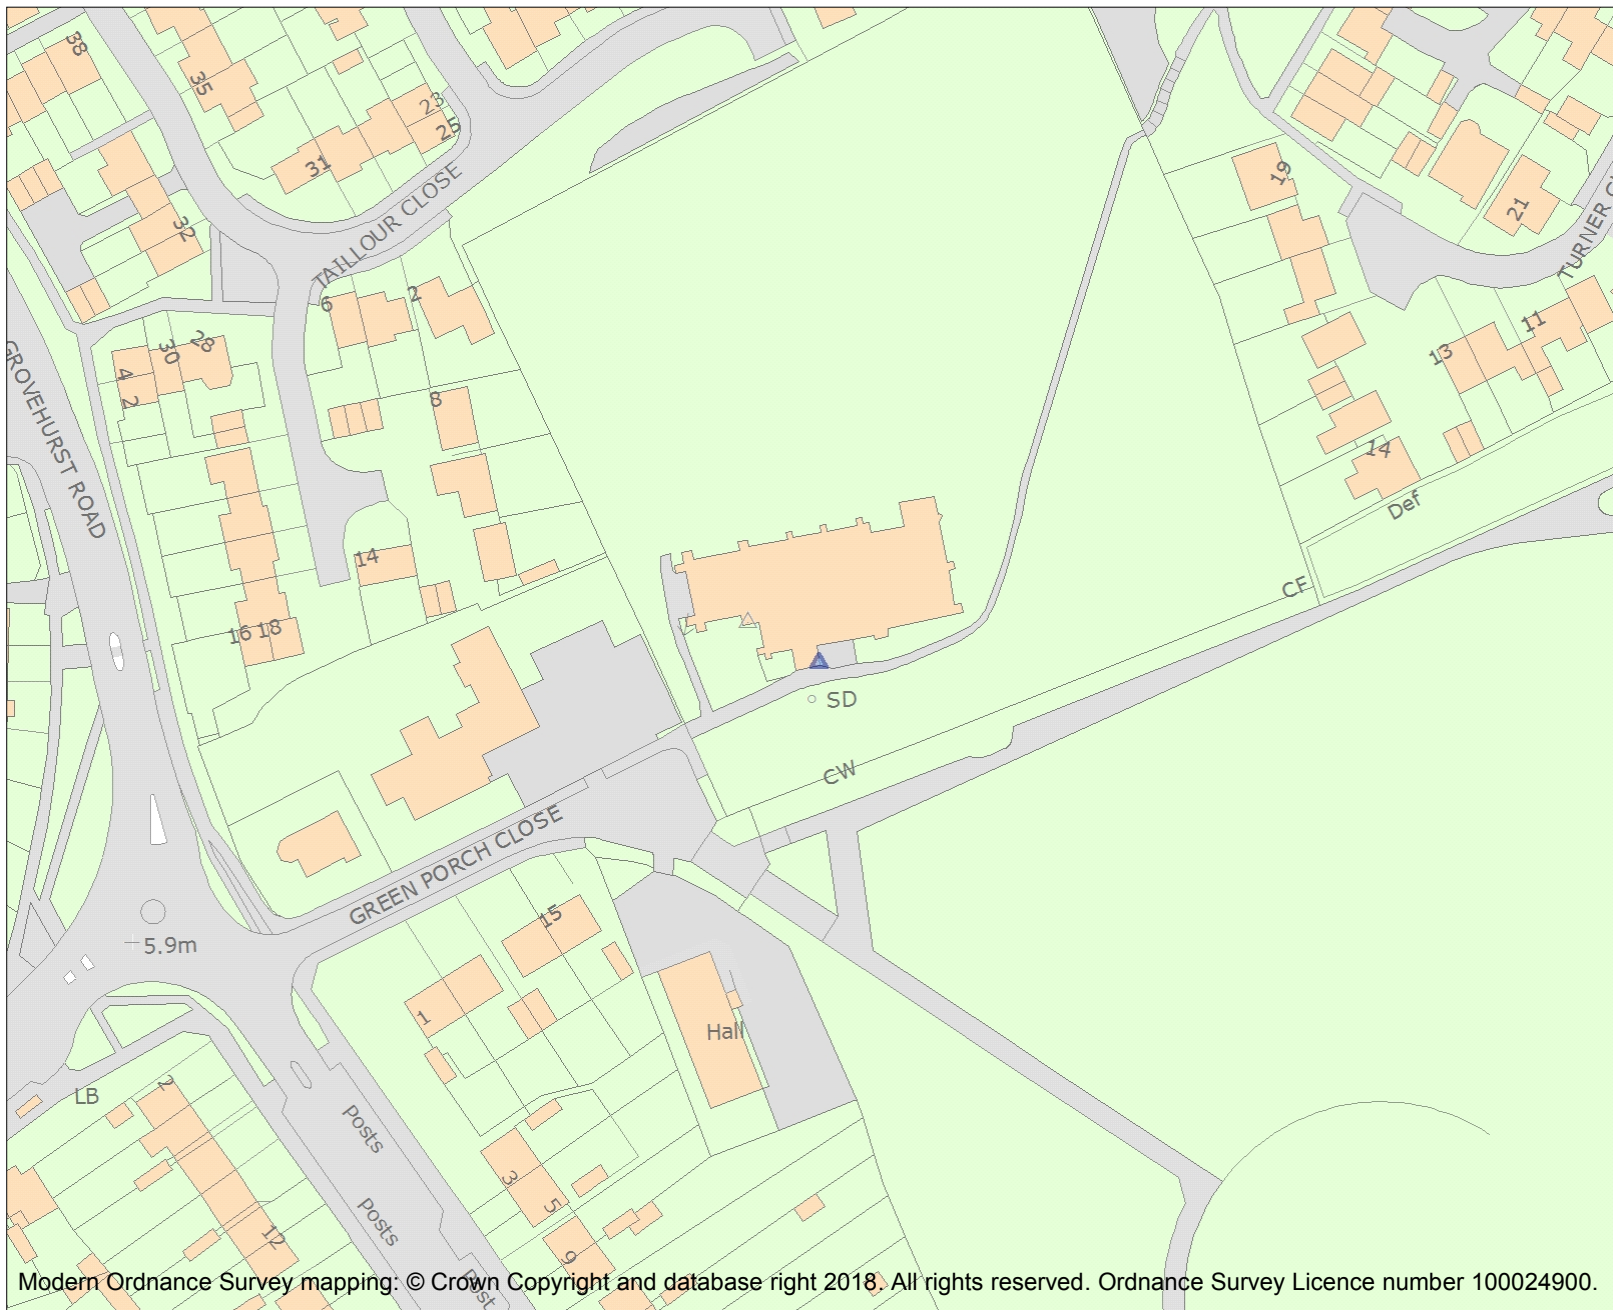 38
35
23
25
31
TAILLOUR CLOSE
32
19
21
6
2
30
28
4
2
11
13
8
GROVEHURST ROAD
14
Def
14
CF
16 18
SD
CW
GREEN PORCH CLOSE
15
5.9m
1
Hall
2
LB
Posts
3
5
Posts
12
9
Post
Modern Ordnance Survey mapping: © Crown Copyright and database right 2018. All rights reserved. Ordnance Survey Licence number 100024900.
TURNER